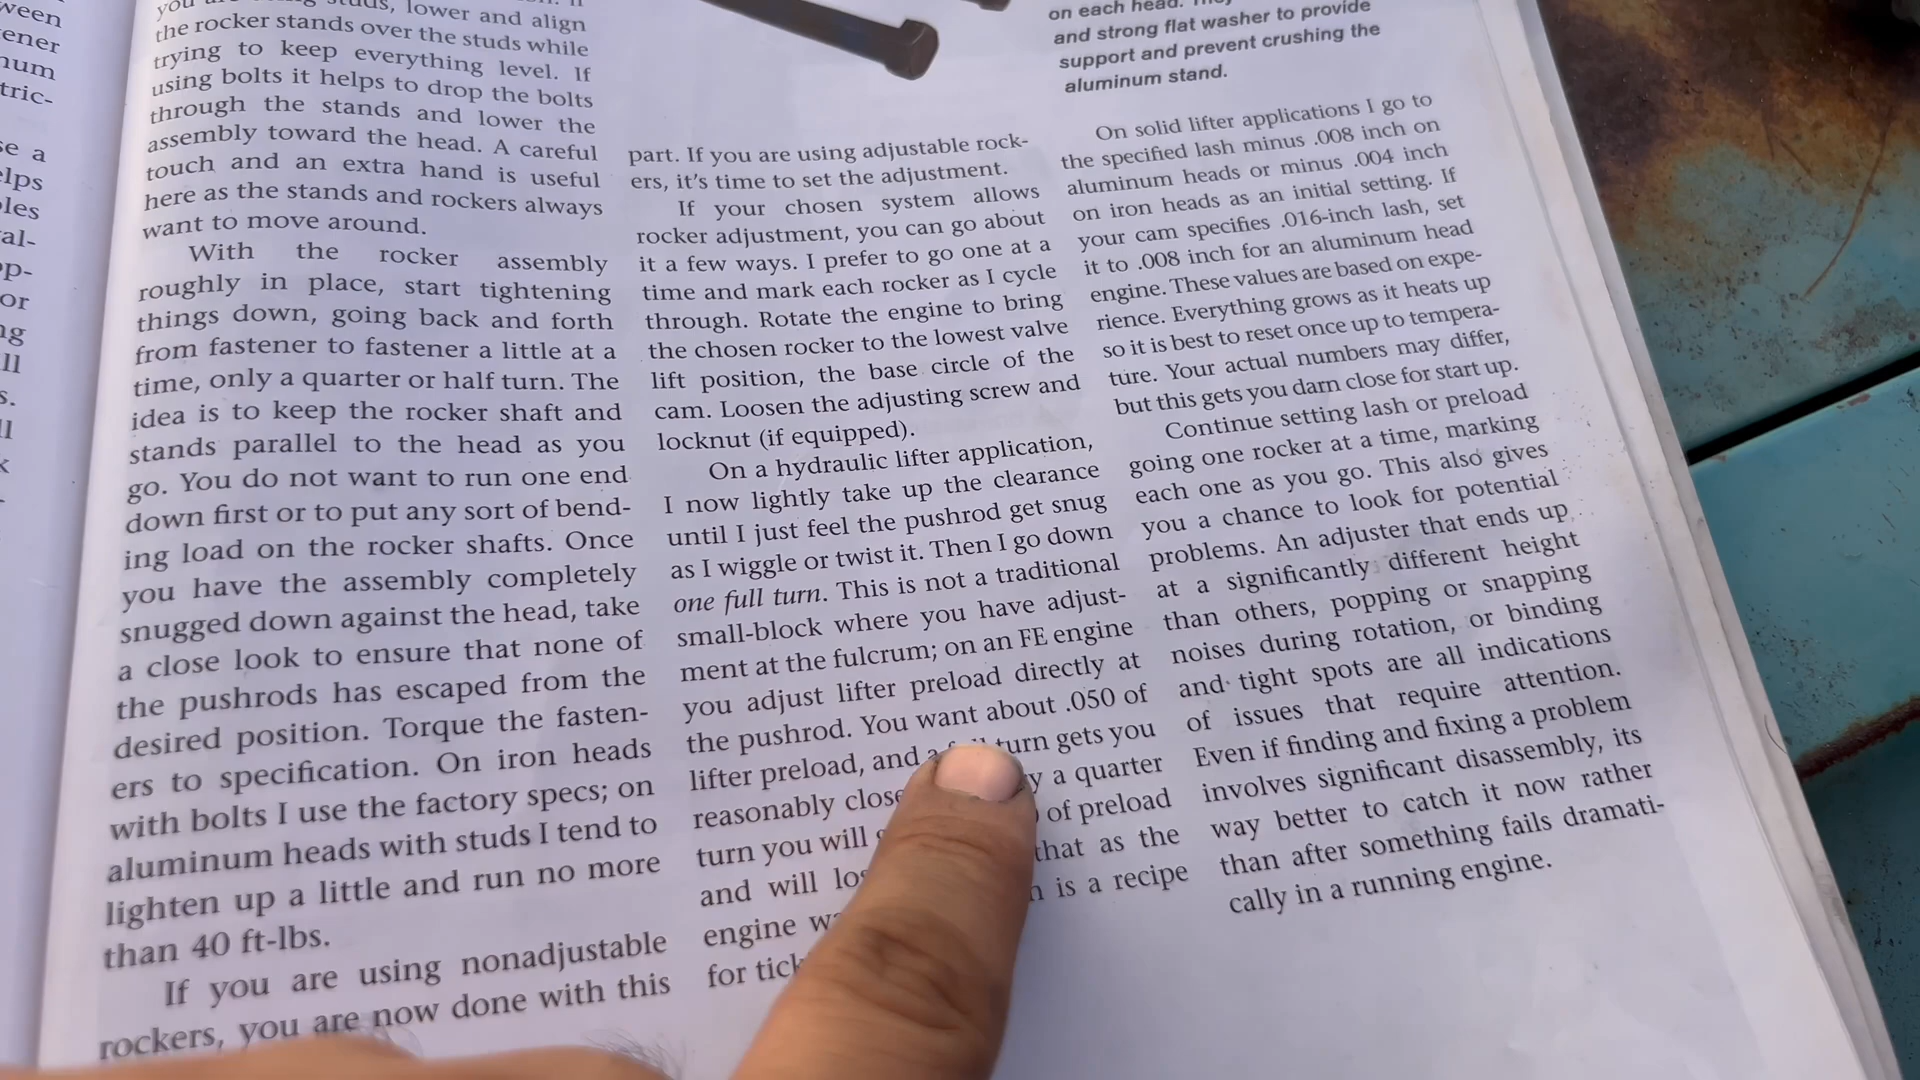 ween
ener
num
tric-
se a
elps
oles
al-
op-
or
ng
ll
s.
ll
k
lower and align
the rocker stands over the studs while
trying to keep everything level. If
using bolts it helps to drop the bolts
through the stands and lower the
assembly toward the head. A careful
touch and an extra hand is useful
here as the stands and rockers always
want to move around.
With the rocker assembly
roughly in place, start tightening
things down, going back and forth
from fastener to fastener a little at a
time, only a quarter or half turn. The
idea is to keep the rocker shaft and
stands parallel to the head as you
go. You do not want to run one end
down first or to put any sort of bend-
ing load on the rocker shafts. Once
you have the assembly completely
snugged down against the head, take
a close look to ensure that none of
the pushrods has escaped from the
desired position. Torque the fasten-
ers to specification. On iron heads
with bolts I use the factory specs; on
aluminum heads with studs I tend to
lighten up a little and run no more
than 40 ft-lbs.
If you are using nonadjustable
rockers, you are now done with this
part. If you are using adjustable rock-
ers, it's time to set the adjustment.
If your chosen system allows
rocker adjustment, you can go about
it a few ways. I prefer to go one at a
time and mark each rocker as I cycle
through. Rotate the engine to bring
the chosen rocker to the lowest valve
lift position, the base circle of the
cam. Loosen the adjusting screw and
locknut (if equipped).
On a hydraulic lifter application,
I now lightly take up the clearance
until I just feel the pushrod get snug
as I wiggle or twist it. Then I go down
one full turn. This is not a traditional
small-block where you have adjust-
ment at the fulcrum; on an FE engine
you adjust lifter preload directly at
the pushrod. You want about .050 of
lifter preload, and a turn gets you
reasonably close a quarter
turn you will of preload
and will that as the
engine is a recipe
for
on each head.
and strong flat washer to provide
support and prevent crushing the
aluminum stand.
On solid lifter applications I go to
the specified lash minus .008 inch on
aluminum heads or minus .004 inch
on iron heads as an initial setting. If
your cam specifies .016-inch lash, set
it to .008 inch for an aluminum head
engine. These values are based on expe-
rience. Everything grows as it heats up
so it is best to reset once up to tempera-
ture. Your actual numbers may differ,
but this gets you darn close for start up.
Continue setting lash or preload
going one rocker at a time, marking
each one as you go. This also gives
you a chance to look for potential
problems. An adjuster that ends up
at a significantly different height
than others, popping or snapping
noises during rotation, or binding
and tight spots are all indications
of issues that require attention.
Even if finding and fixing a problem
involves significant disassembly, its
way better to catch it now rather
than after something fails dramati-
cally in a running engine.